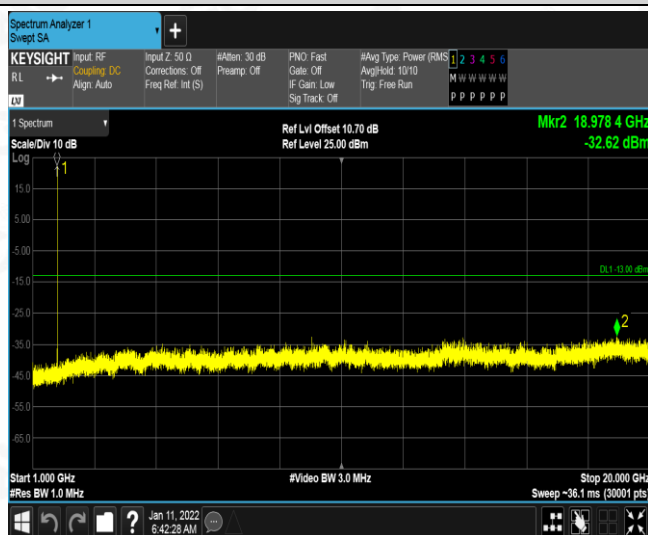 Spectrum Analyzer 1
Swept SA
+
KEYSIGHT
RL
Input: RF
Coupling: DC
Align: Auto
Input Z: 50 Ω
Corrections: Off
Freq Ref: Int (S)
#Atten: 30 dB
Preamp: Off
PNO: Fast
Gate: Off
IF Gain: Low
Sig Track: Off
#Avg Type: Power (RMS
Avg|Hold: 10/10
Trig: Free Run
1 2 3 4 5 6
M W W W W W
P P P P P P
1 Spectrum
Scale/Div 10 dB
Log
Ref Lvl Offset 10.70 dB
Ref Level 25.00 dBm
Mkr2 18.978 4 GHz
-32.62 dBm
1
15.0
5.00
-5.00
DL1 -13.00 dBm
-15.0
-25.0
2
-35.0
-45.0
-55.0
-65.0
Start 1.000 GHz
#Res BW 1.0 MHz
#Video BW 3.0 MHz
Stop 20.000 GHz
Sweep ~36.1 ms (30001 pts)
?
Jan 11, 2022
6:42:28 AM